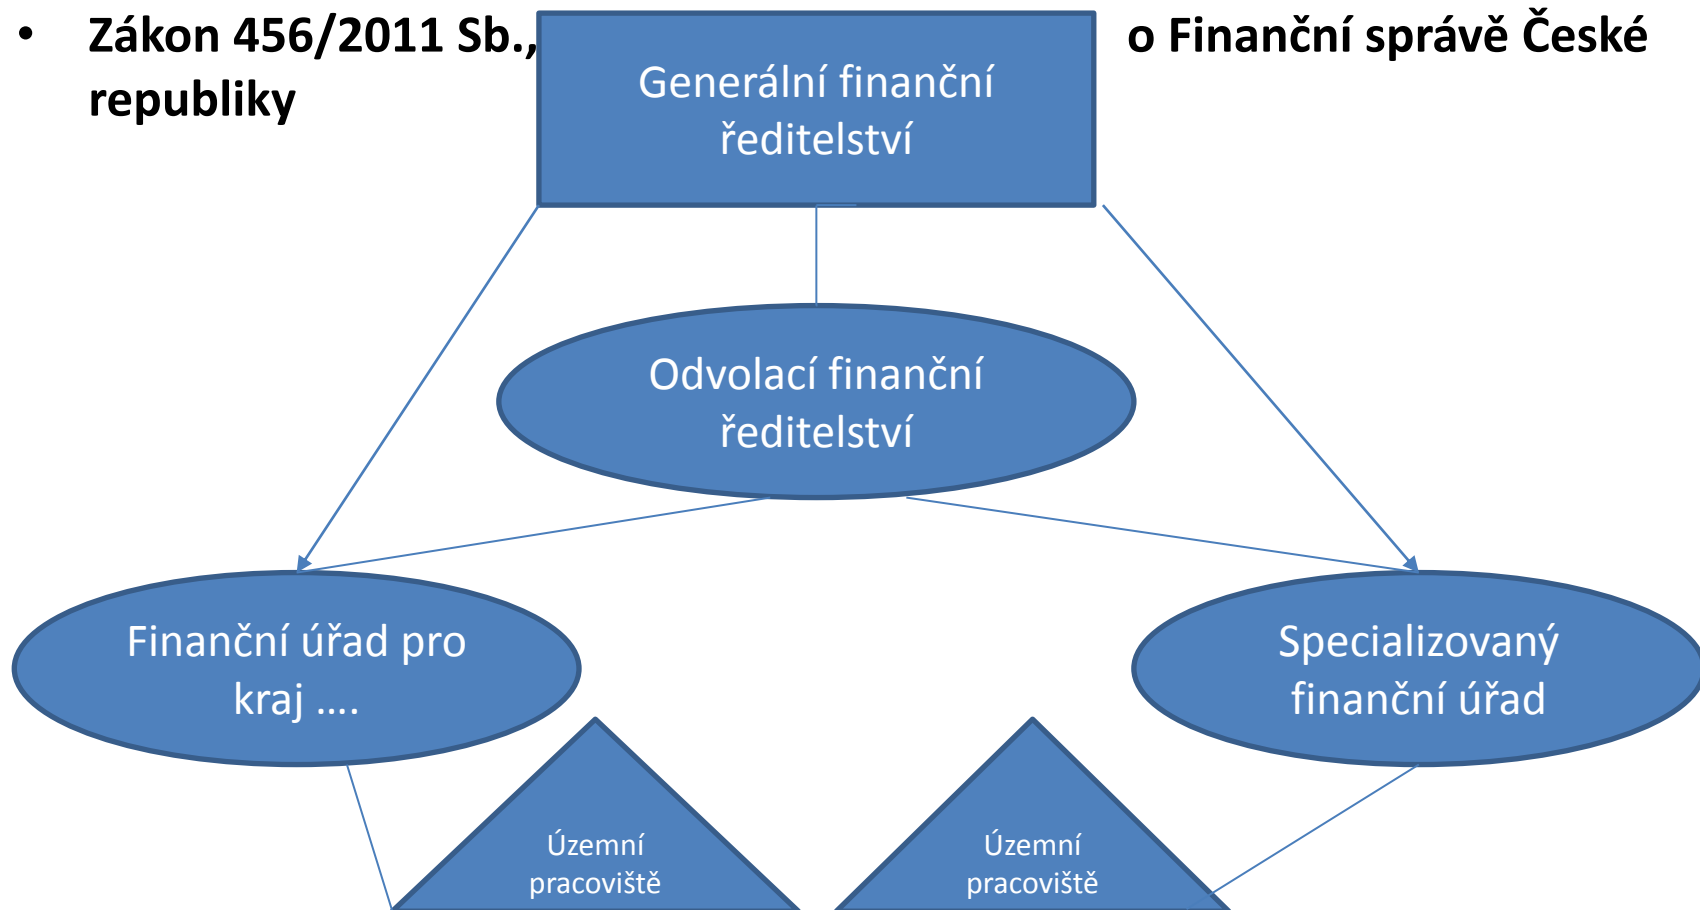 • Zákon 456/2011 Sb., o Finanční správě České
republiky
Generální finanční
ředitelství
Odvolací finanční
ředitelství
Finanční úřad pro
kraj ....
Specializovaný
finanční úřad
Územní
pracoviště
Územní
pracoviště